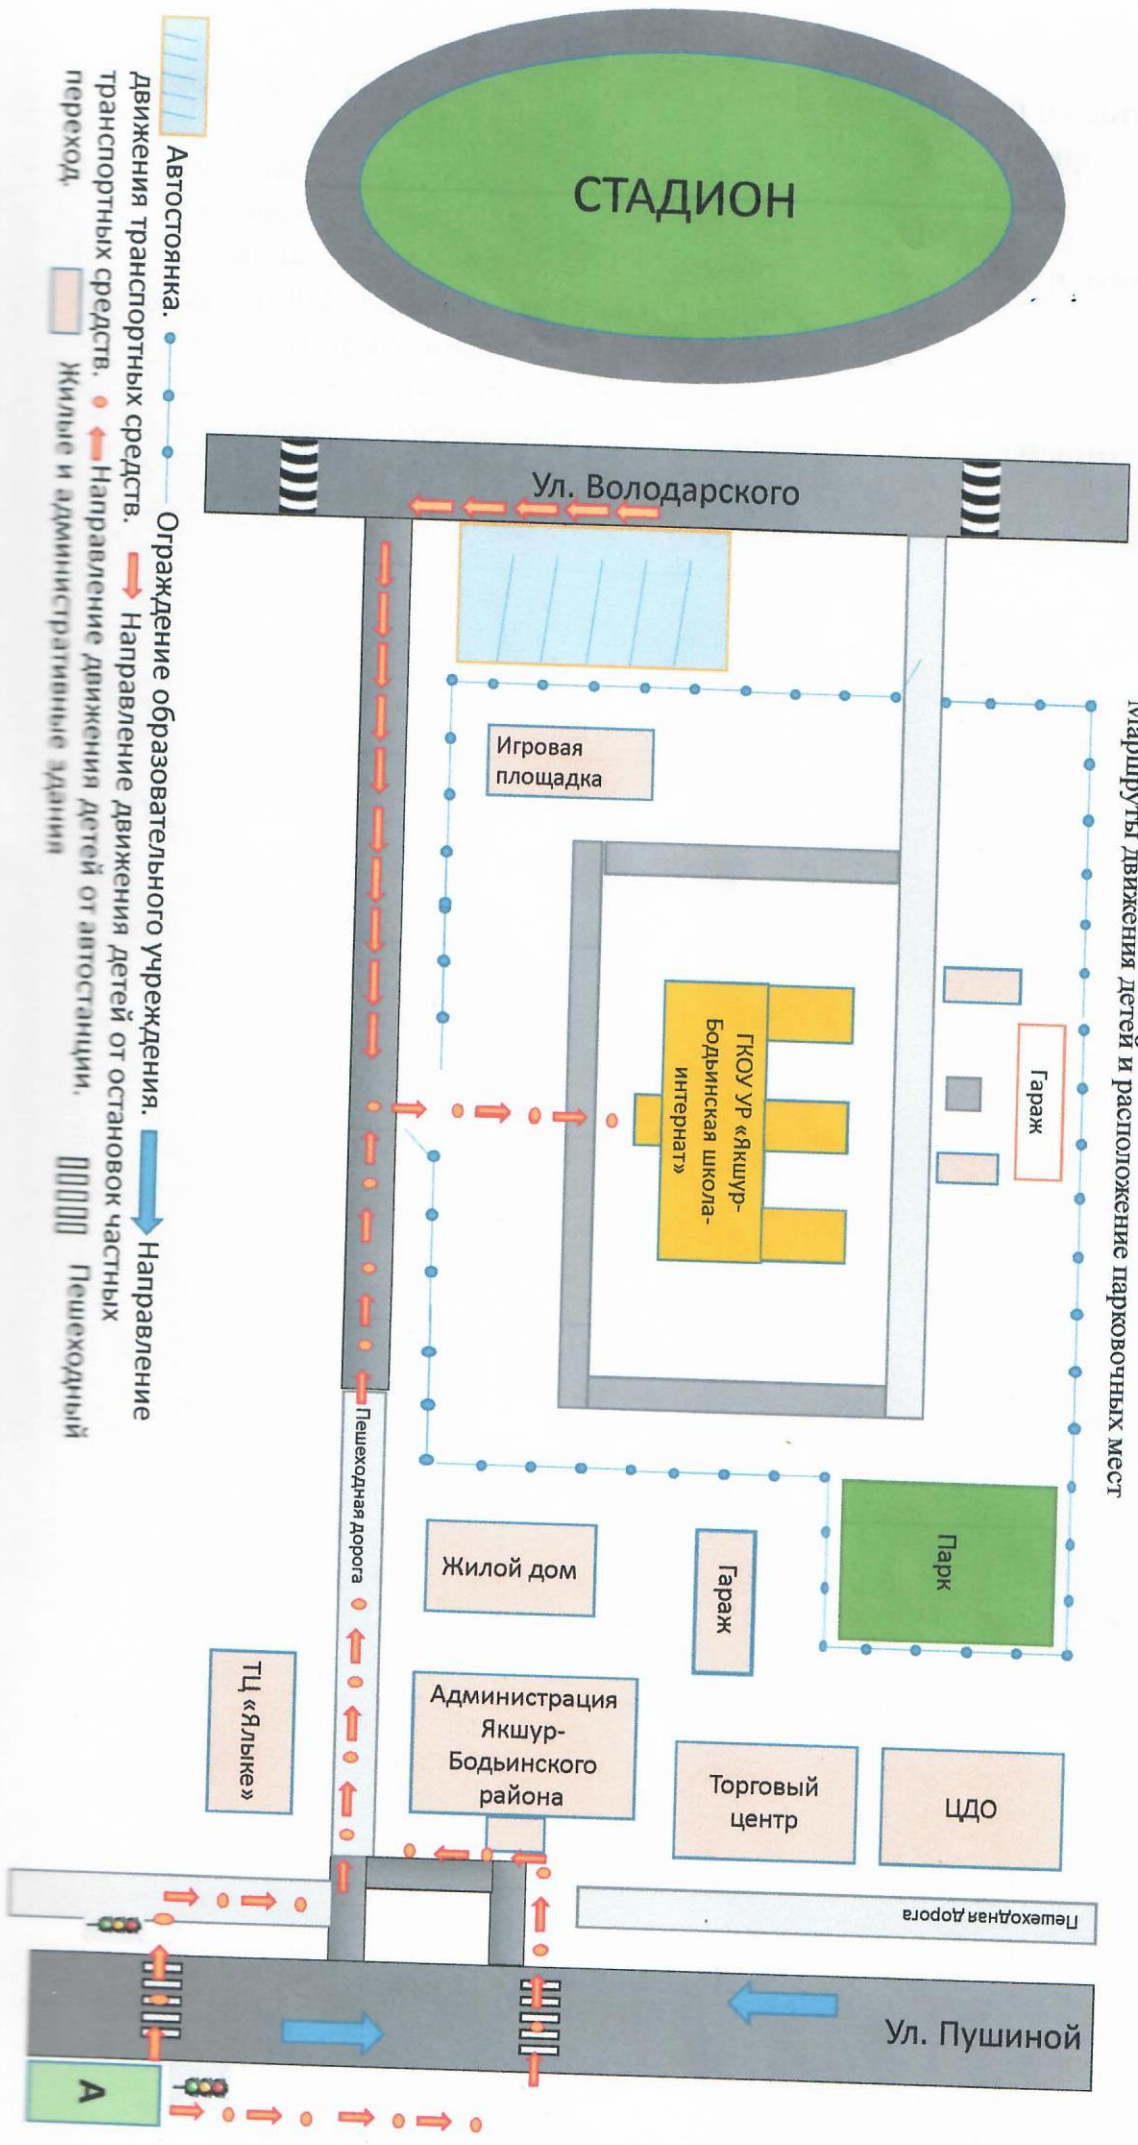 Маршруты движения детей и расположение парковочных мест
СТАДИОН
Ул. Володарского
Игровая
площадка
Гараж
ГКОУ УР «Якшур-
Бодьинская школа-
интернат»
Парк
Гараж
Жилой дом
Пешеходная дорога
Администрация
Якшур-
Бодьинского
района
Торговый
центр
ЦДО
ТЦ «Ялыке»
Пешеходная дорога
Ул. Пушиной
А
Автостоянка. Ограждение образовательного учреждения. Направление
движения транспортных средств. Направление движения детей от остановок частных
транспортных средств. Направление движения детей от автостанции. Пешеходный
переход. Жилые и административные здания